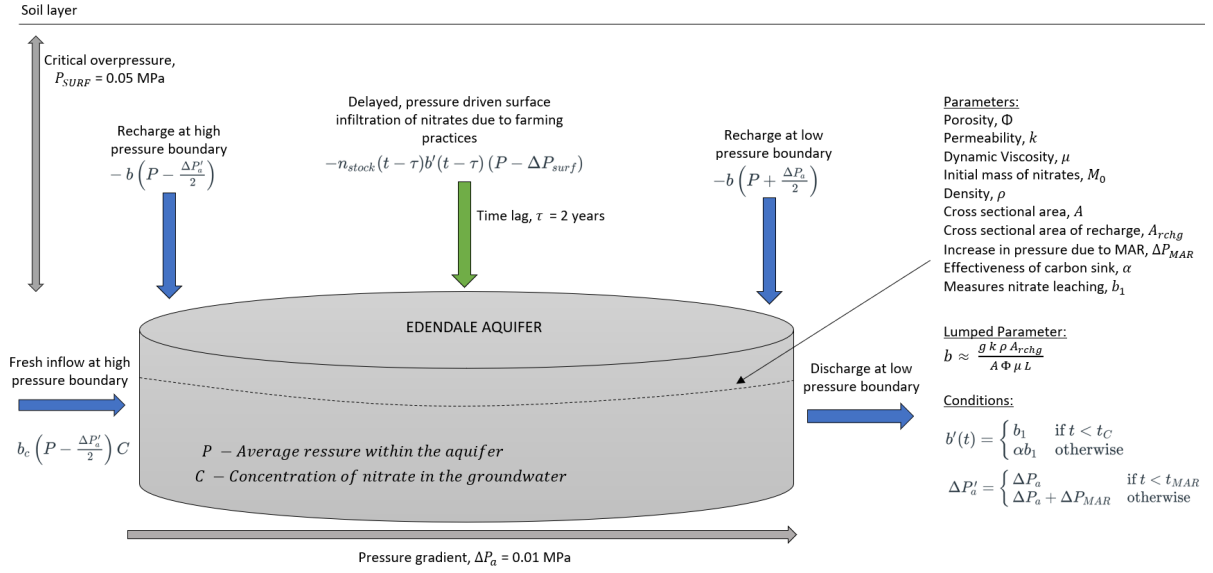 Soil layer
Critical overpressure,
P_SURF = 0.05 MPa
Recharge at high
pressure boundary
− b (P − ΔP′_a / 2)
Delayed, pressure driven surface
infiltration of nitrates due to farming
practices
−n_stock(t − τ)b′(t − τ) (P − ΔP_surf)
Time lag, τ = 2 years
Recharge at low
pressure boundary
−b (P + ΔP_a / 2)
EDENDALE AQUIFER
Fresh inflow at high
pressure boundary
b_c (P − ΔP′_a / 2) C
Discharge at low
pressure boundary
P − Average ressure within the aquifer
C − Concentration of nitrate in the groundwater
Pressure gradient, ΔP_a = 0.01 MPa
Parameters:
Porosity, Φ
Permeability, k
Dynamic Viscosity, μ
Initial mass of nitrates, M_0
Density, ρ
Cross sectional area, A
Cross sectional area of recharge, A_rchg
Increase in pressure due to MAR, ΔP_MAR
Effectiveness of carbon sink, α
Measures nitrate leaching, b_1
Lumped Parameter:
b ≈ g k ρ A_rchg / A Φ μ L
Conditions:
b′(t) = { b_1 if t < t_C
αb_1 otherwise
ΔP′_a = { ΔP_a if t < t_MAR
ΔP_a + ΔP_MAR otherwise